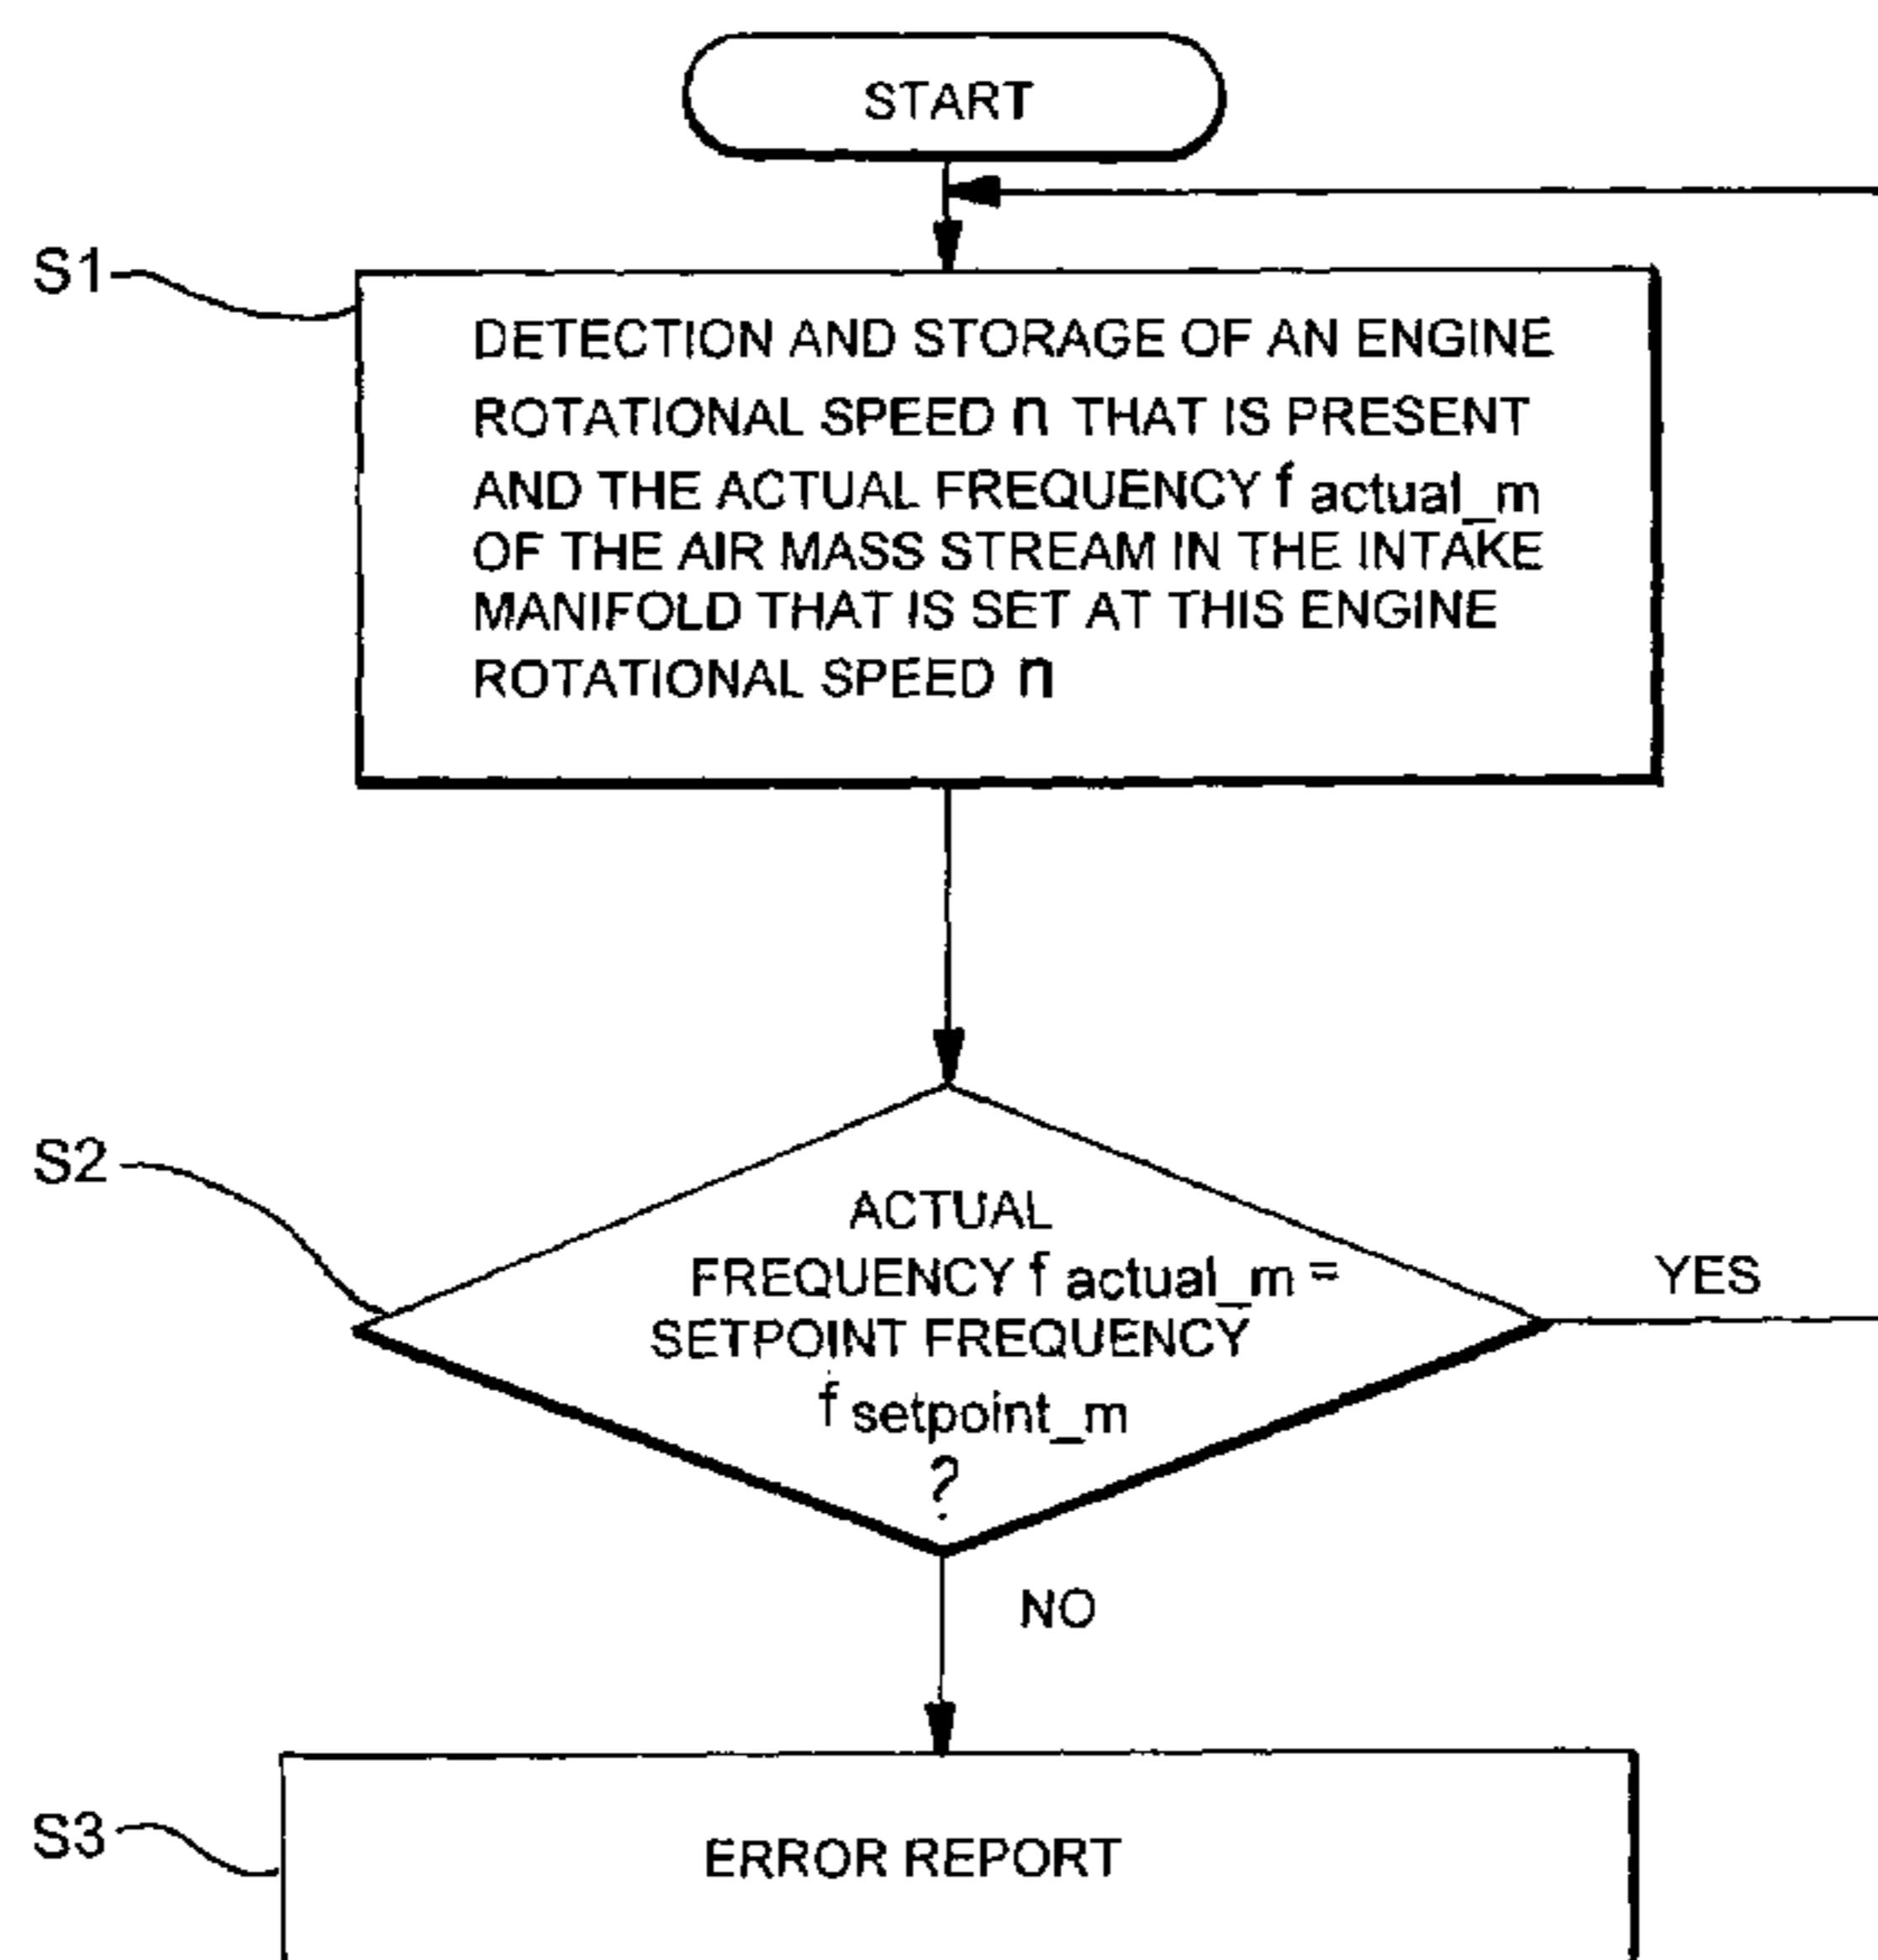 START
S1
DETECTION AND STORAGE OF AN ENGINE
ROTATIONAL SPEED n THAT IS PRESENT
AND THE ACTUAL FREQUENCY f actual_m
OF THE AIR MASS STREAM IN THE INTAKE
MANIFOLD THAT IS SET AT THIS ENGINE
ROTATIONAL SPEED n
S2
ACTUAL
FREQUENCY f actual_m =
SETPOINT FREQUENCY
f setpoint_m
?
YES
NO
S3
ERROR REPORT